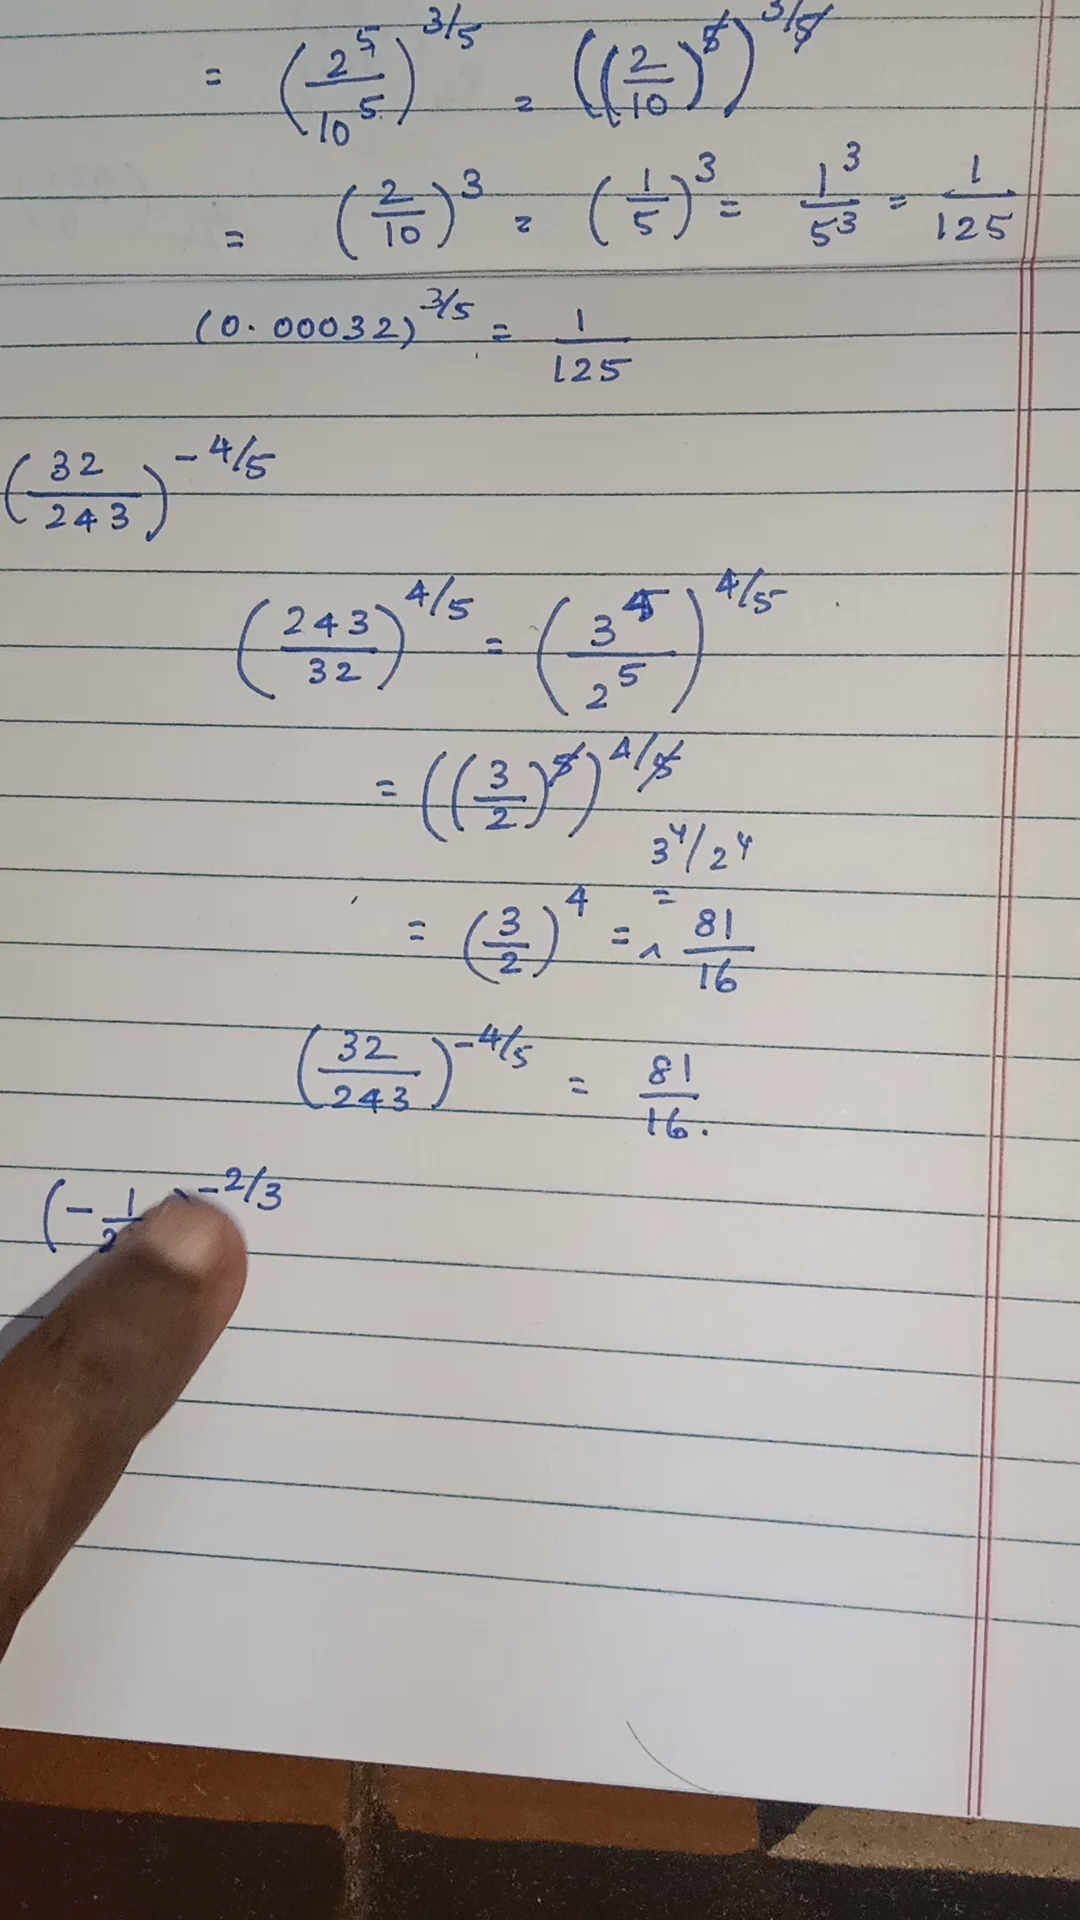 = (2^5/10^5)^3/5 = ((2/10)^5)^3/5
= (2/10)^3 = (1/5)^3 = 1^3/5^3 = 1/125
(0.00032)^3/5 = 1/125
(32/243)^-4/5
(243/32)^4/5 = (3^5/2^5)^4/5
= ((3/2)^5)^4/5
3^4/2^4
= (3/2)^4 = = 81/16
(32/243)^-4/5 = 81/16.
(-1/2 )^-2/3